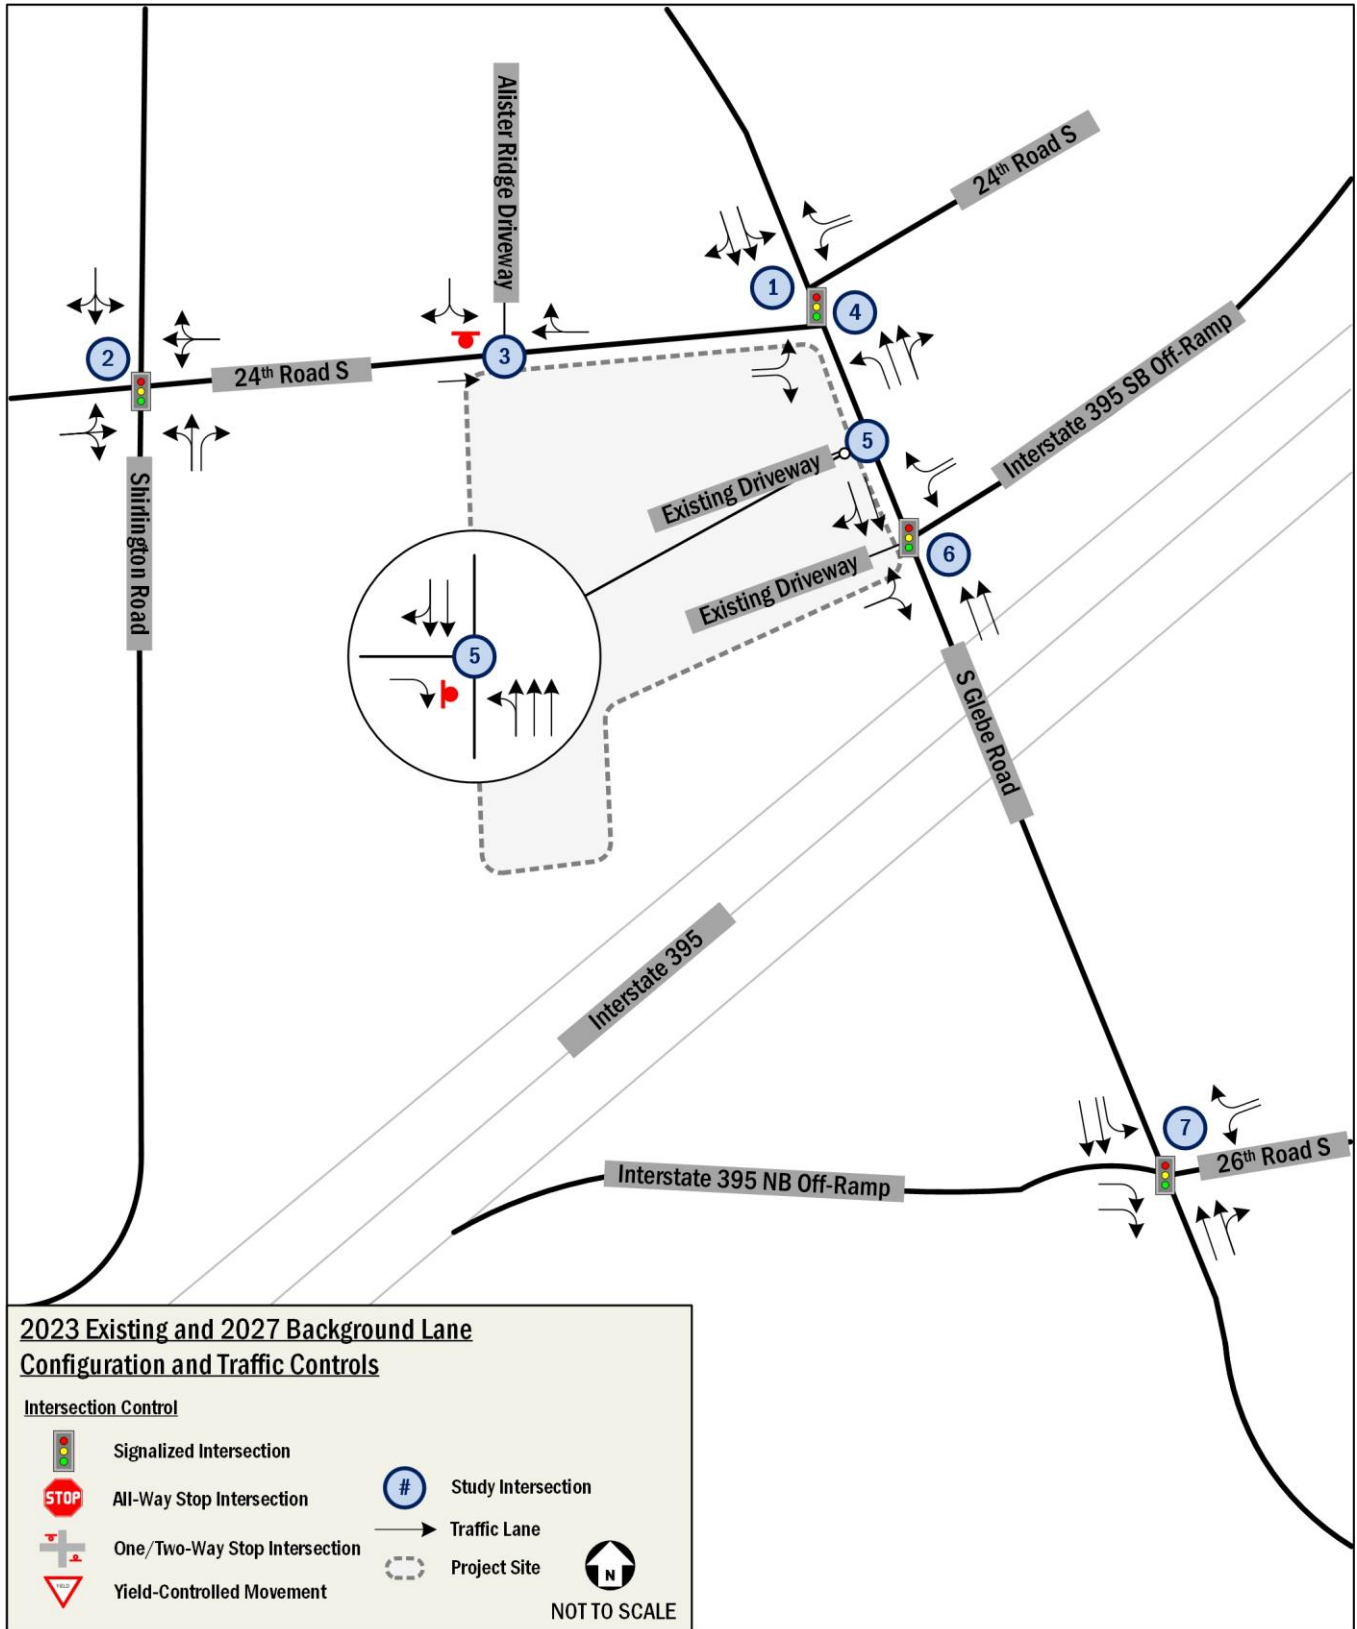 Alister Ridge Driveway
24th Road S
1
4
2
3
24th Road S
Interstate 395 SB Off-Ramp
5
Existing Driveway
6
Existing Driveway
Shirlington Road
5
S Glebe Road
Interstate 395
7
26th Road S
Interstate 395 NB Off-Ramp
2023 Existing and 2027 Background Lane
Configuration and Traffic Controls
Intersection Control
Signalized Intersection
STOP
All-Way Stop Intersection
One/Two-Way Stop Intersection
YIELD
Yield-Controlled Movement
#
Study Intersection
Traffic Lane
Project Site
N
NOT TO SCALE